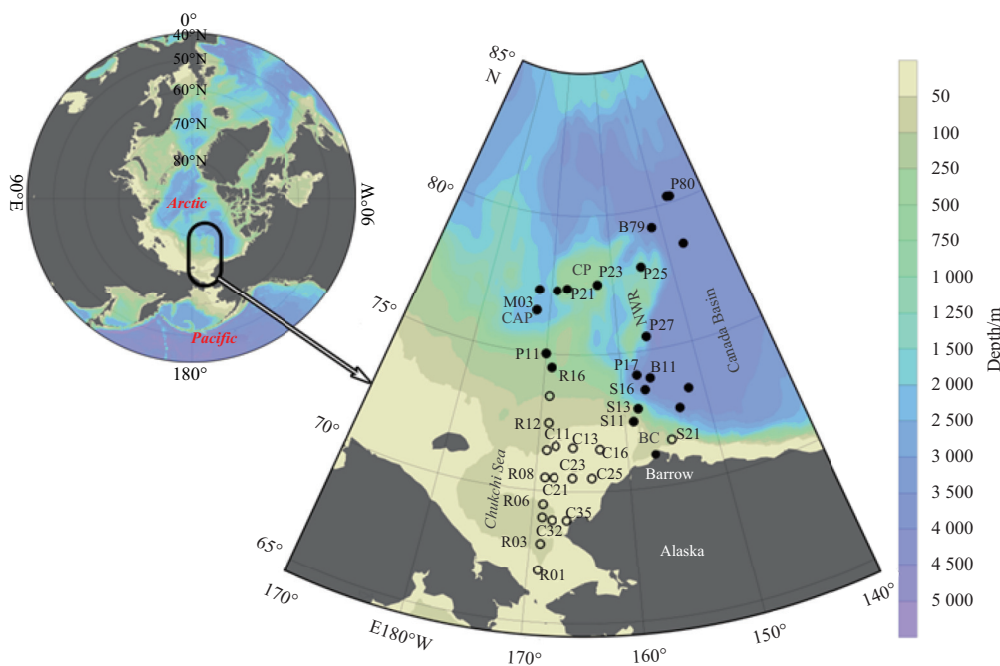 0°
40°N
50°N
60°N
70°N
80°N
90°E
90°W
Arctic
Pacific
180°
85°
N
80°
75°
70°
65°
170°
E180°W
170°
160°
150°
140°
P80
B79
CP
P23
P25
P21
M03
CAP
NWR
P27
Canada Basin
P11
R16
P17
B11
S16
S13
S11
R12
C11
C13
C16
BC
S21
Barrow
R08
C23
C25
C21
R06
C35
C32
R03
R01
Chukchi Sea
Alaska
50
100
250
500
750
1 000
1 250
1 500
2 000
2 500
3 000
3 500
4 000
4 500
5 000
Depth/m